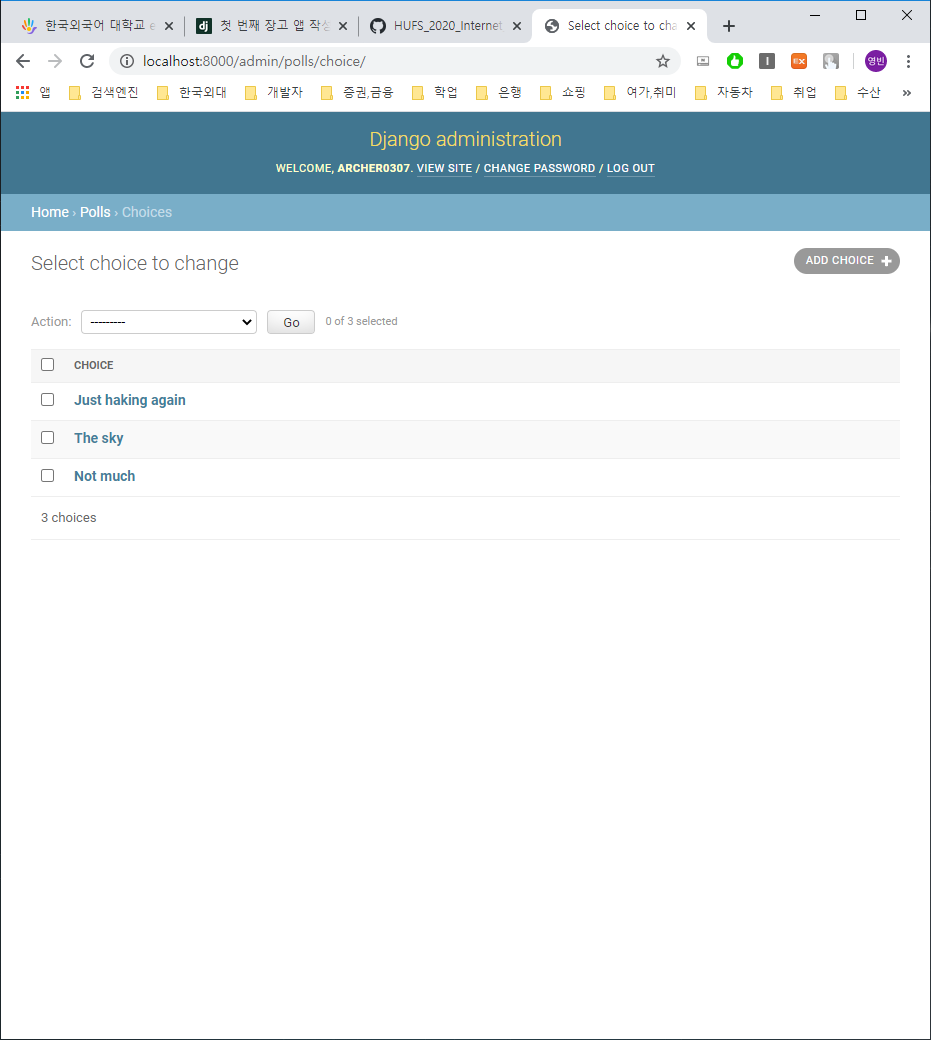 한국외국어 대학교 e
첫 번째 장고 앱 작성
HUFS_2020_Internet
Select choice to cha
localhost:8000/admin/polls/choice/
영빈
앱 검색엔진 한국외대 개발자 증권,금융 학업 은행 쇼핑 여가,취미 자동차 취업 수산 »
Django administration
WELCOME, ARCHER0307. VIEW SITE / CHANGE PASSWORD / LOG OUT
Home › Polls › Choices
Select choice to change
ADD CHOICE +
Action: --------- Go 0 of 3 selected
CHOICE
Just haking again
The sky
Not much
3 choices